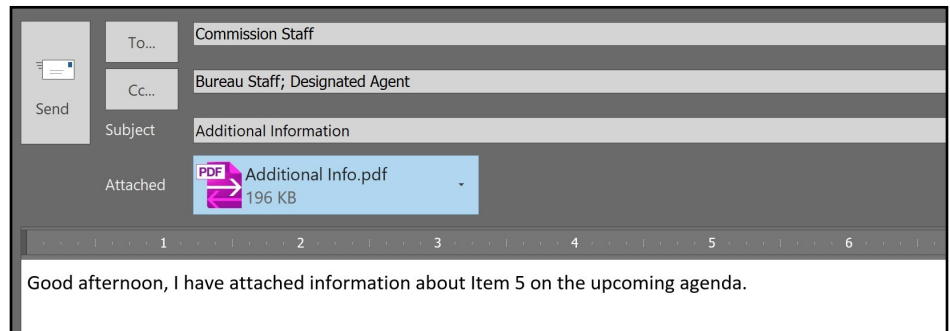 To...
Commission Staff
Cc...
Bureau Staff; Designated Agent
Send
Subject
Additional Information
Attached
PDF
Additional Info.pdf
196 KB
1 2 3 4 5 6
Good afternoon, I have attached information about Item 5 on the upcoming agenda.